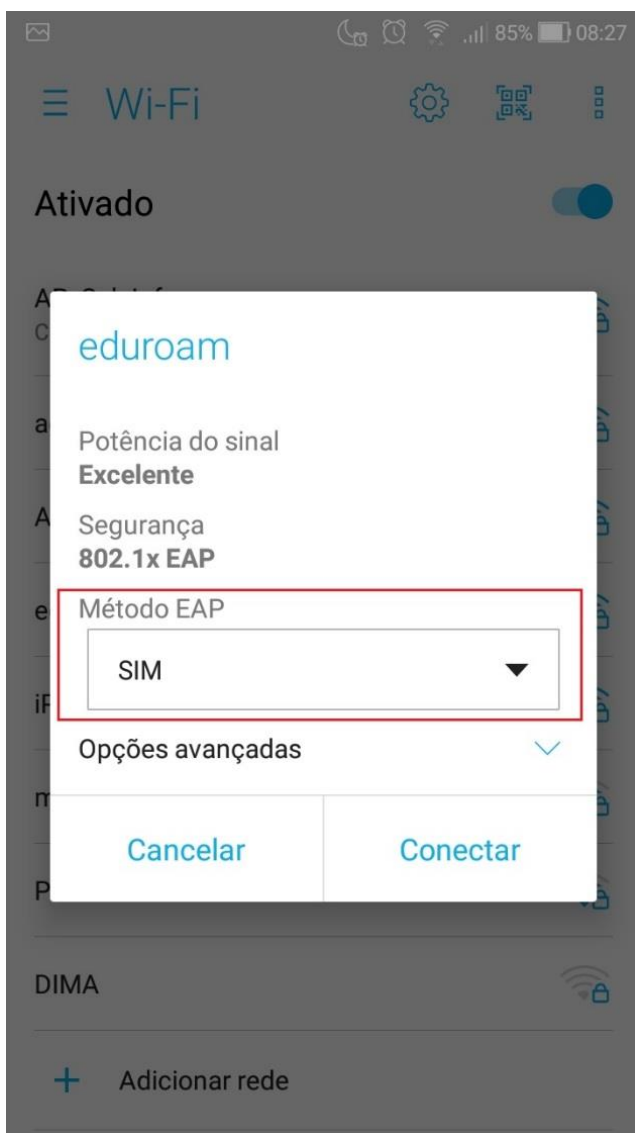 85% 08:27
Wi-Fi
Ativado
eduroam
Potência do sinal
Excelente
Segurança
802.1x EAP
Método EAP
SIM
Opções avançadas
Cancelar Conectar
DIMA
+ Adicionar rede